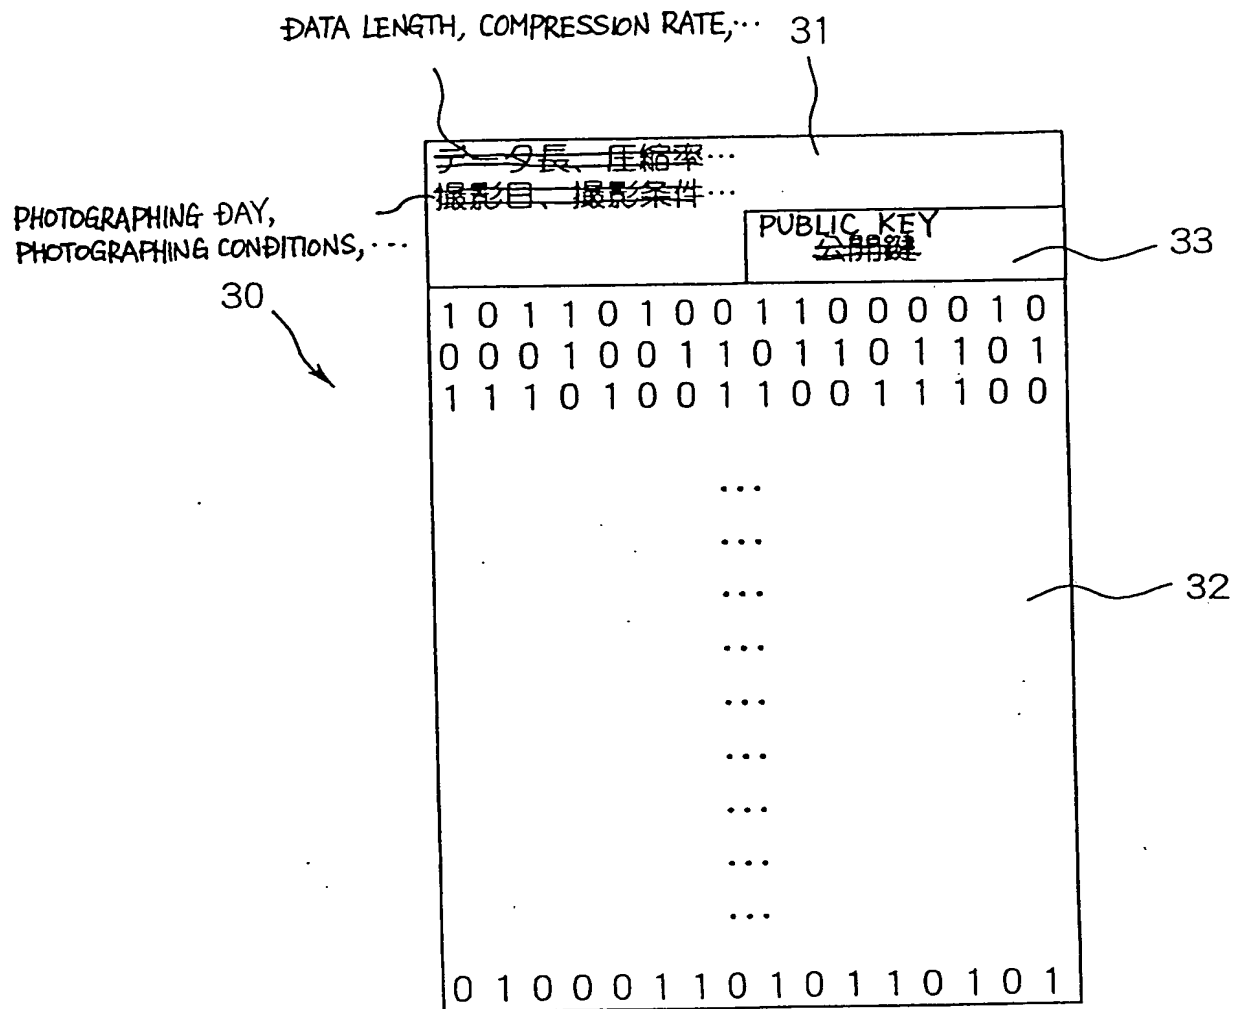 DATA LENGTH, COMPRESSION RATE,…
31
データ長、圧縮率…
撮影日、撮影条件…
PHOTOGRAPHING DAY,
PHOTOGRAPHING CONDITIONS,…
PUBLIC KEY
公開鍵
33
30
1 0 1 1 0 1 0 0 1 1 0 0 0 0 1 0
0 0 0 1 0 0 1 1 0 1 1 0 1 1 0 1
1 1 1 0 1 0 0 1 1 0 0 1 1 1 0 0
…
…
…
32
…
…
…
…
…
…
0 1 0 0 0 1 1 0 1 0 1 1 0 1 0 1